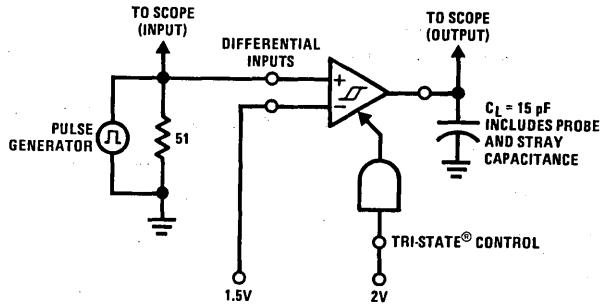 TO SCOPE
(INPUT)
DIFFERENTIAL
INPUTS
TO SCOPE
(OUTPUT)
+
−
PULSE
GENERATOR
51
CL = 15 pF
INCLUDES PROBE
AND STRAY
CAPACITANCE
TRI-STATE® CONTROL
1.5V
2V